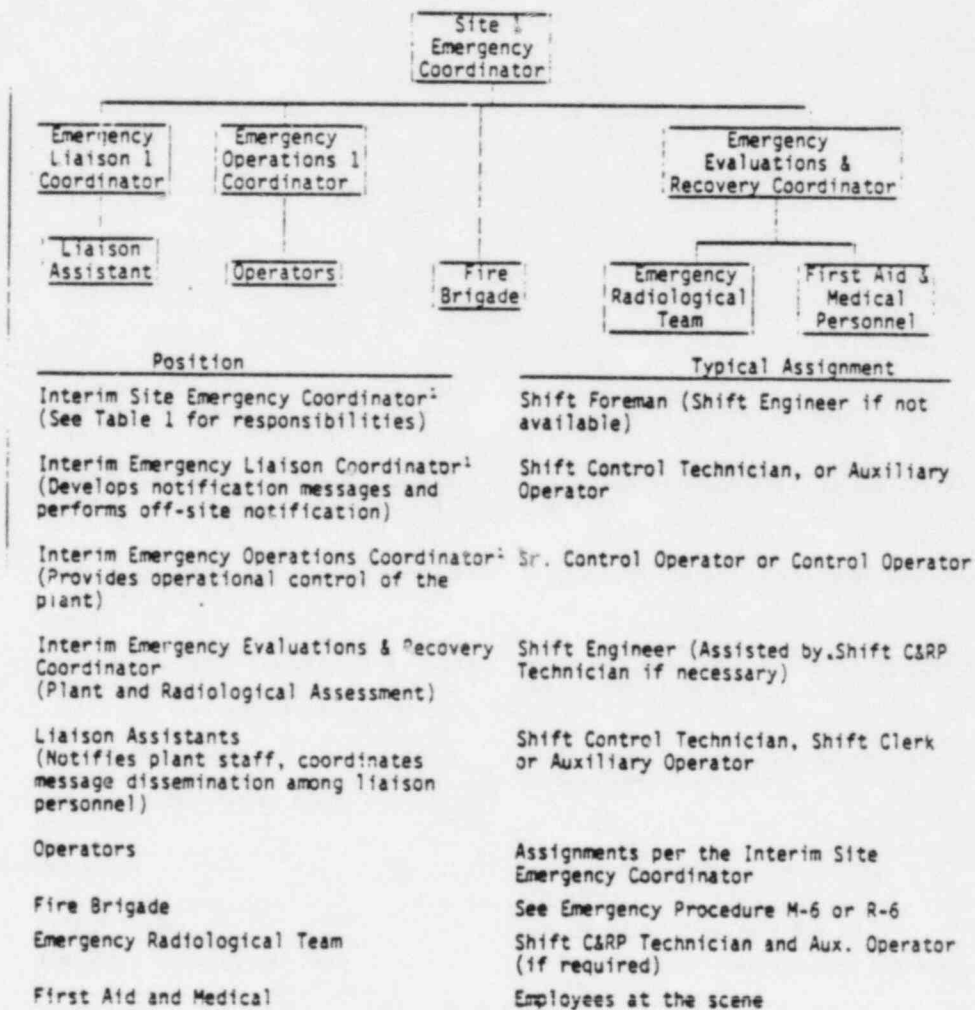 Site 1
Emergency
Coordinator
Emergency
Liaison 1
Coordinator
Emergency
Operations 1
Coordinator
Emergency
Evaluations &
Recovery Coordinator
Liaison
Assistant
Operators
Fire
Brigade
Emergency
Radiological
Team
First Aid &
Medical
Personnel
Position Typical Assignment
Interim Site Emergency Coordinator¹ Shift Foreman (Shift Engineer if not
(See Table 1 for responsibilities) available)
Interim Emergency Liaison Coordinator¹ Shift Control Technician, or Auxiliary
(Develops notification messages and Operator
performs off-site notification)
Interim Emergency Operations Coordinator¹ Sr. Control Operator or Control Operator
(Provides operational control of the
plant)
Interim Emergency Evaluations & Recovery Shift Engineer (Assisted by Shift C&RP
Coordinator Technician if necessary)
(Plant and Radiological Assessment)
Liaison Assistants Shift Control Technician, Shift Clerk
(Notifies plant staff, coordinates or Auxiliary Operator
message dissemination among liaison
personnel)
Operators Assignments per the Interim Site
Emergency Coordinator
Fire Brigade See Emergency Procedure M-6 or R-6
Emergency Radiological Team Shift C&RP Technician and Aux. Operator
(if required)
First Aid and Medical Employees at the scene